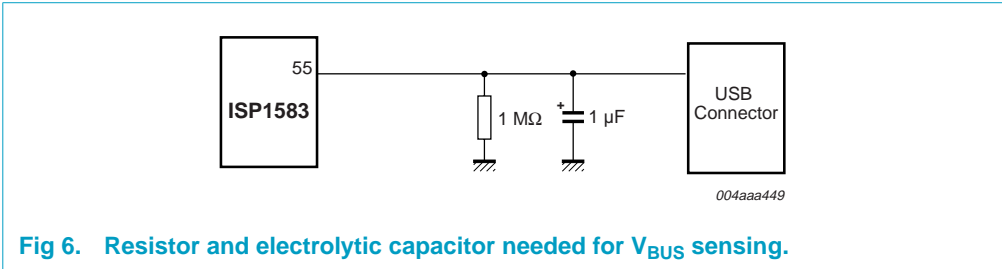 55
ISP1583
1 MΩ
+
1 µF
USB
Connector
004aaa449
Fig 6. Resistor and electrolytic capacitor needed for VBUS sensing.